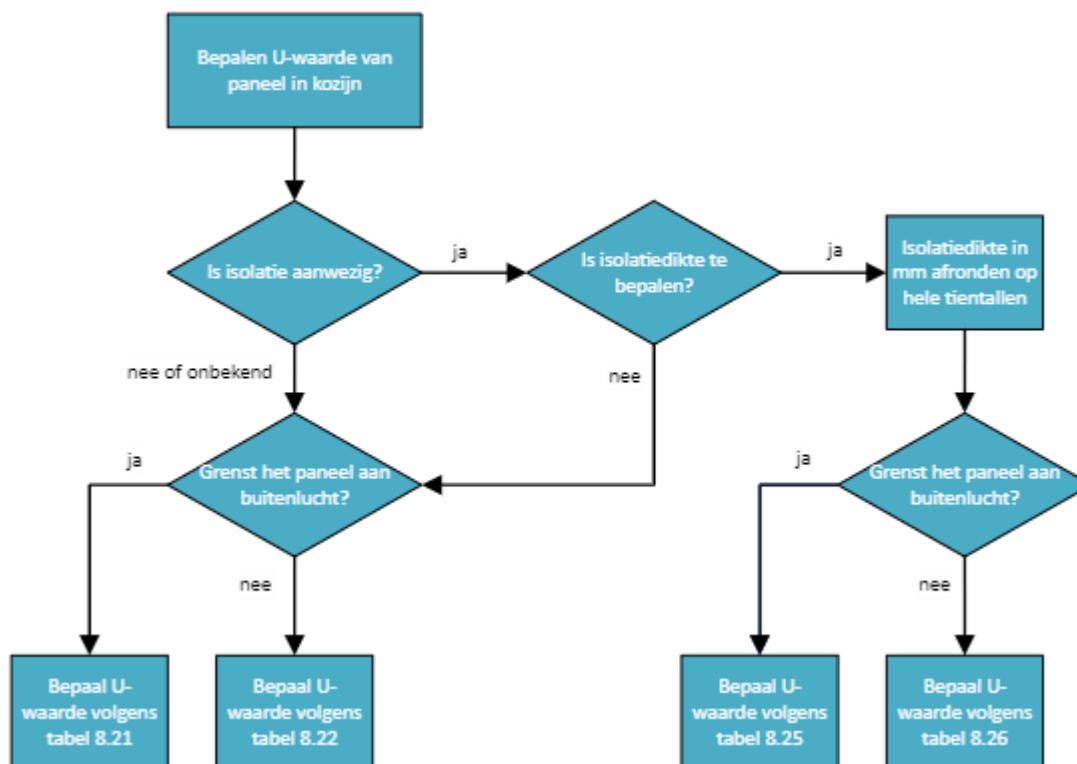 Bepalen U-waarde van
paneel in kozijn
Is isolatie aanwezig?
ja
Is isolatiedikte te
bepalen?
ja
Isolatiedikte in
mm afronden op
hele tientallen
nee of onbekend
nee
ja
Grenst het paneel aan
buitenlucht?
ja
Grenst het paneel aan
buitenlucht?
nee
nee
Bepaal U-
waarde volgens
tabel 8.21
Bepaal U-
waarde volgens
tabel 8.22
Bepaal U-
waarde volgens
tabel 8.25
Bepaal U-
waarde volgens
tabel 8.26